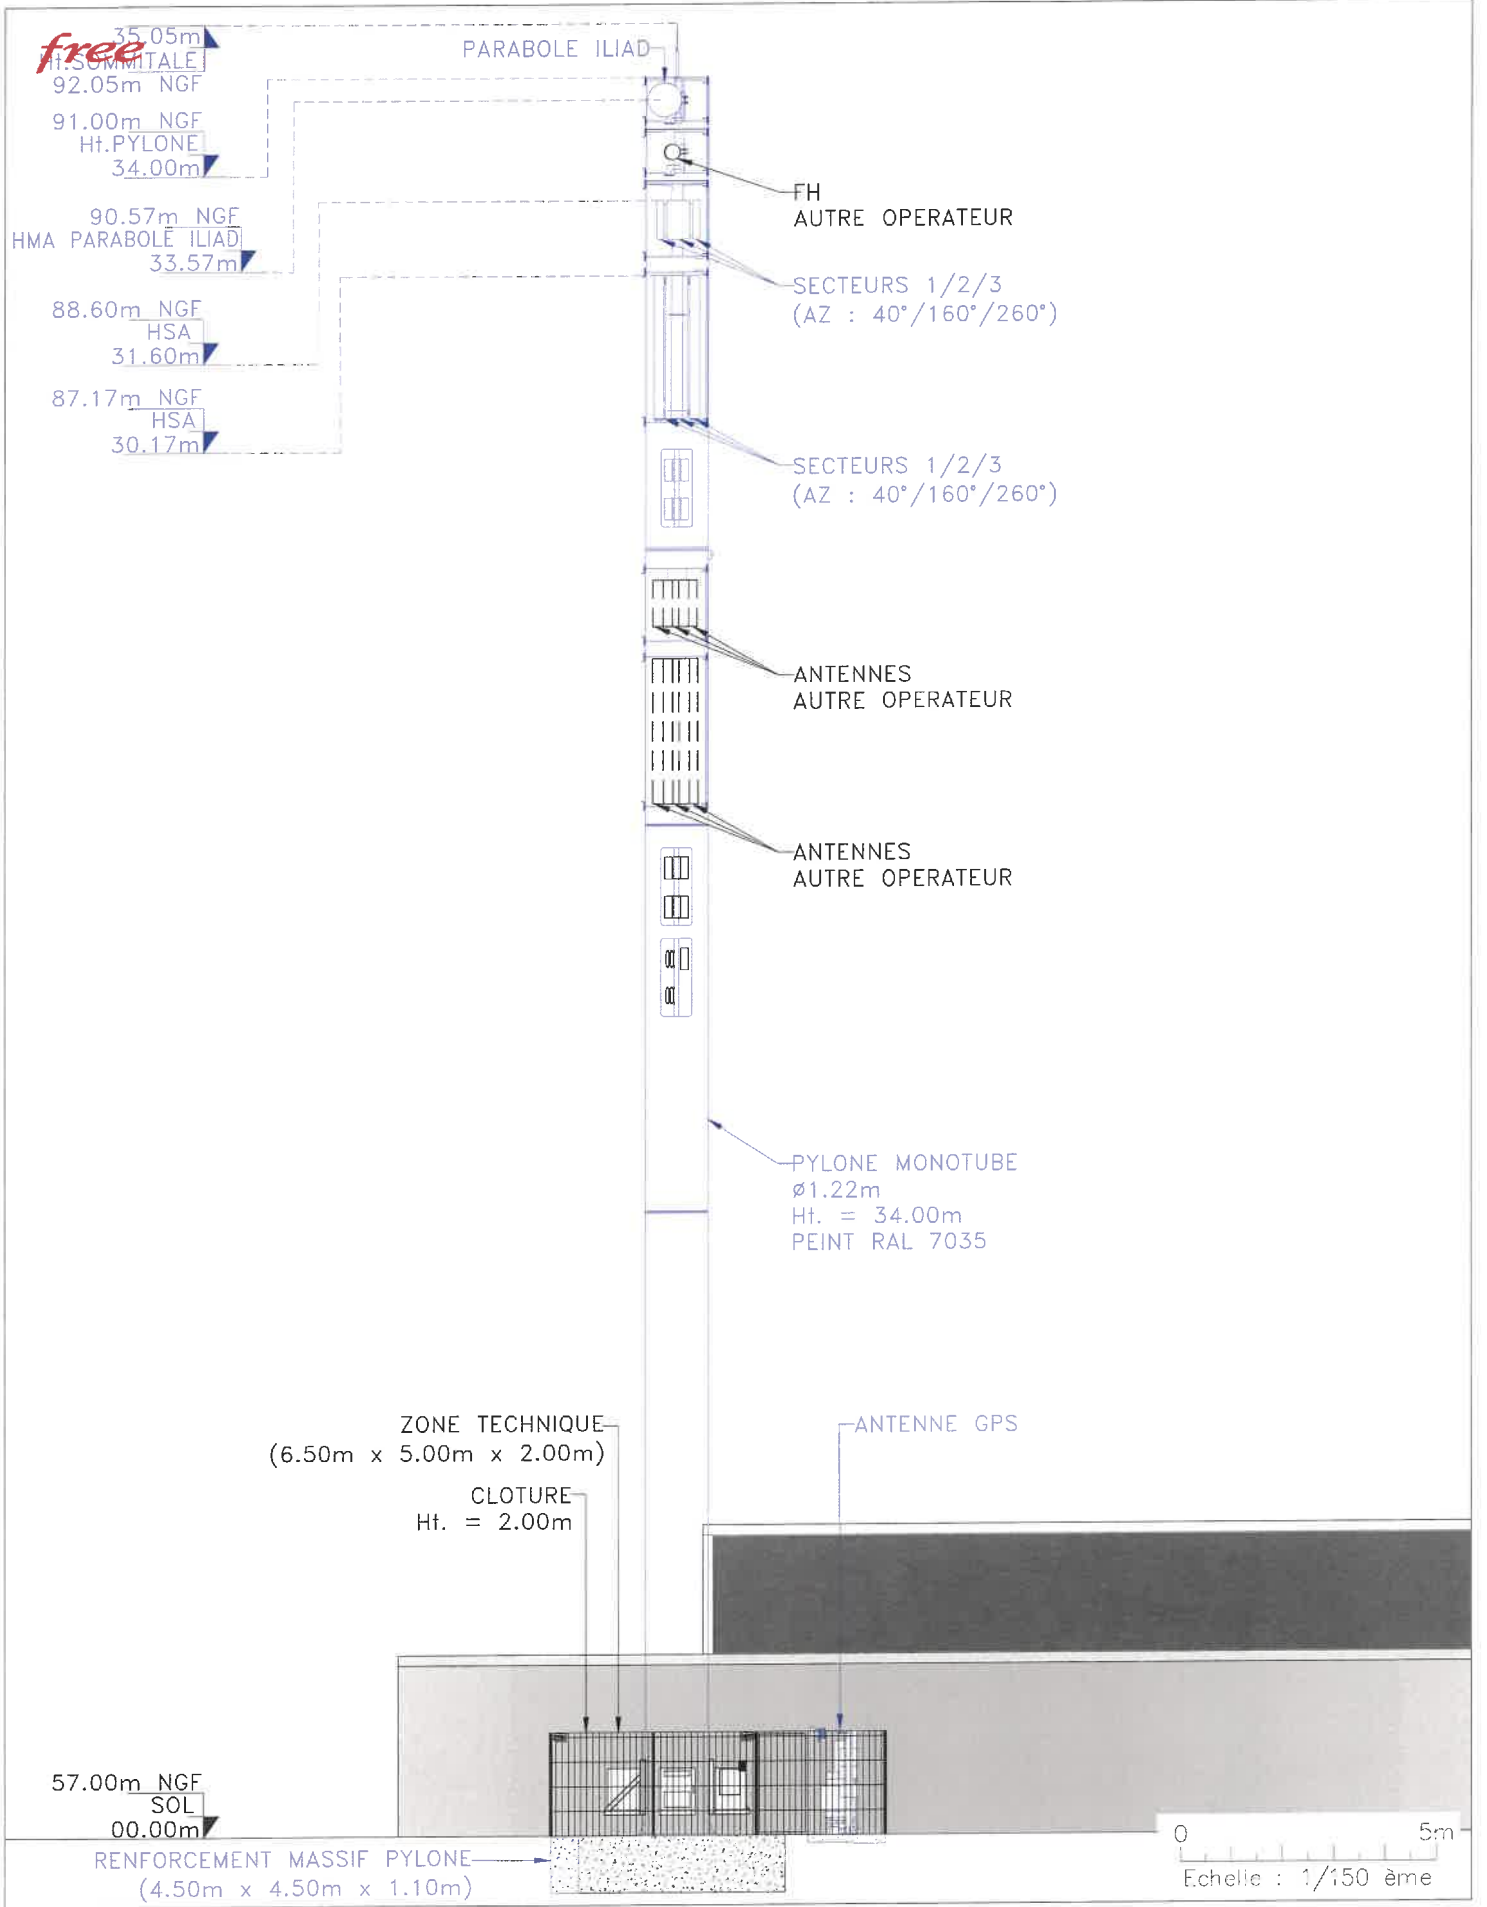 free
35.05m
Ht.SOMMITALE
92.05m NGF
PARABOLE ILIAD
91.00m NGF
Ht.PYLONE
34.00m
FH
AUTRE OPERATEUR
90.57m NGF
HMA PARABOLE ILIAD
33.57m
SECTEURS 1/2/3
(AZ : 40°/160°/260°)
88.60m NGF
HSA
31.60m
87.17m NGF
HSA
30.17m
SECTEURS 1/2/3
(AZ : 40°/160°/260°)
ANTENNES
AUTRE OPERATEUR
ANTENNES
AUTRE OPERATEUR
PYLONE MONOTUBE
ø1.22m
Ht. = 34.00m
PEINT RAL 7035
ZONE TECHNIQUE
(6.50m x 5.00m x 2.00m)
ANTENNE GPS
CLOTURE
Ht. = 2.00m
57.00m NGF
SOL
00.00m
RENFORCEMENT MASSIF PYLONE
(4.50m x 4.50m x 1.10m)
0 5m
Echelle : 1/150 ème